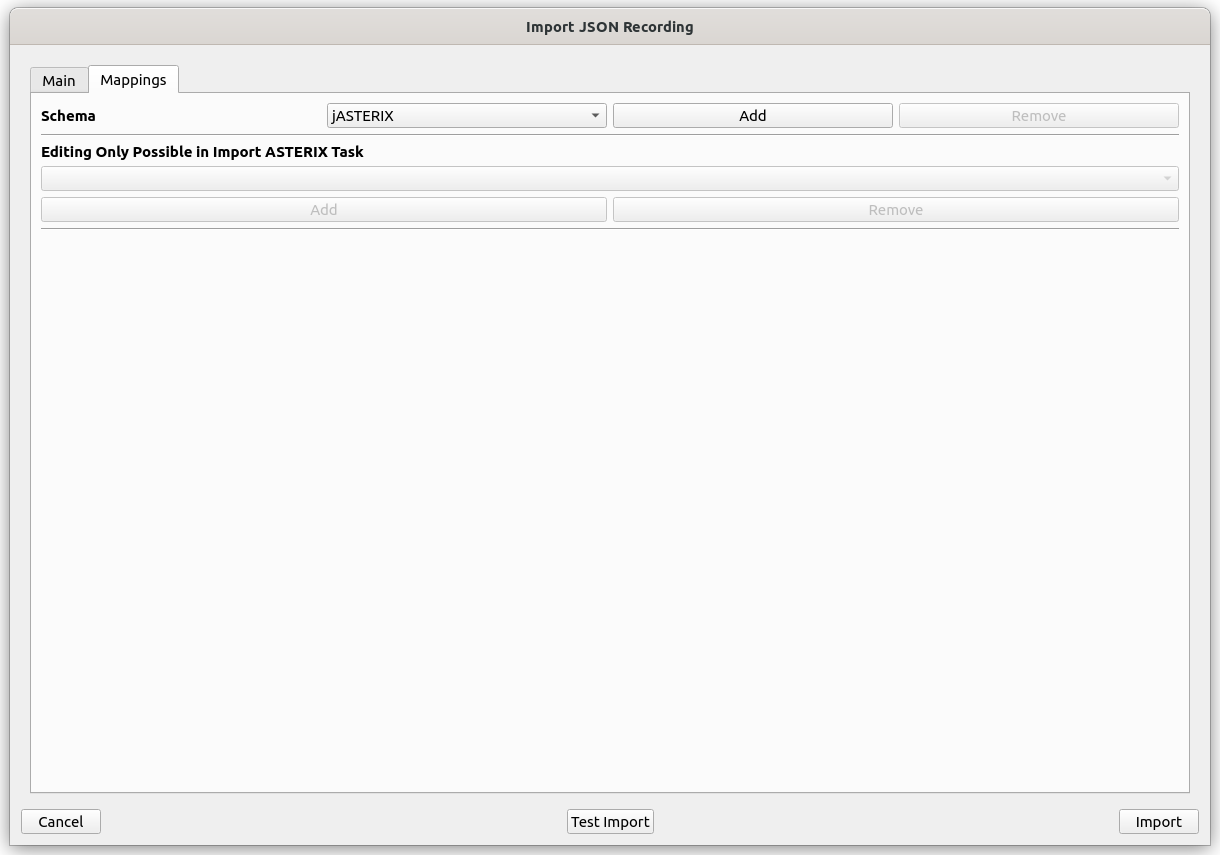 Import JSON Recording
Main Mappings
Schema jASTERIX Add Remove
Editing Only Possible in Import ASTERIX Task
Add Remove
Cancel Test Import Import